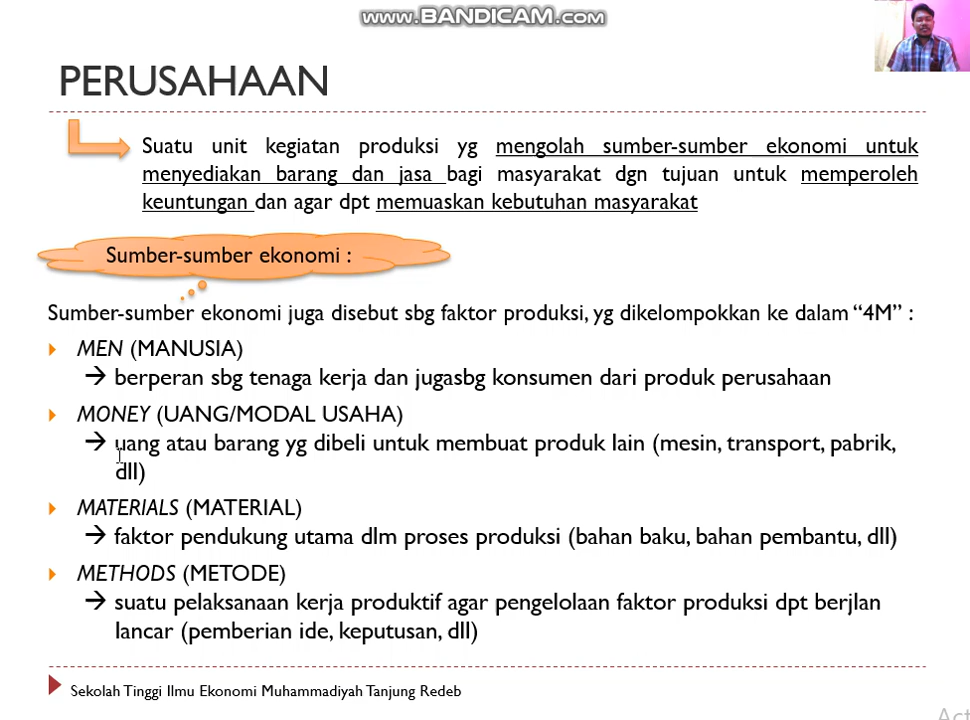 www.BANDICAM.com
PERUSAHAAN
Suatu unit kegiatan produksi yg mengolah sumber-sumber ekonomi untuk
menyediakan barang dan jasa bagi masyarakat dgn tujuan untuk memperoleh
keuntungan dan agar dpt memuaskan kebutuhan masyarakat
Sumber-sumber ekonomi :
Sumber-sumber ekonomi juga disebut sbg faktor produksi, yg dikelompokkan ke dalam “4M” :
MEN (MANUSIA)
→ berperan sbg tenaga kerja dan jugasbg konsumen dari produk perusahaan
MONEY (UANG/MODAL USAHA)
→ uang atau barang yg dibeli untuk membuat produk lain (mesin, transport, pabrik,
dll)
MATERIALS (MATERIAL)
→ faktor pendukung utama dlm proses produksi (bahan baku, bahan pembantu, dll)
METHODS (METODE)
→ suatu pelaksanaan kerja produktif agar pengelolaan faktor produksi dpt berjlan
lancar (pemberian ide, keputusan, dll)
Sekolah Tinggi Ilmu Ekonomi Muhammadiyah Tanjung Redeb